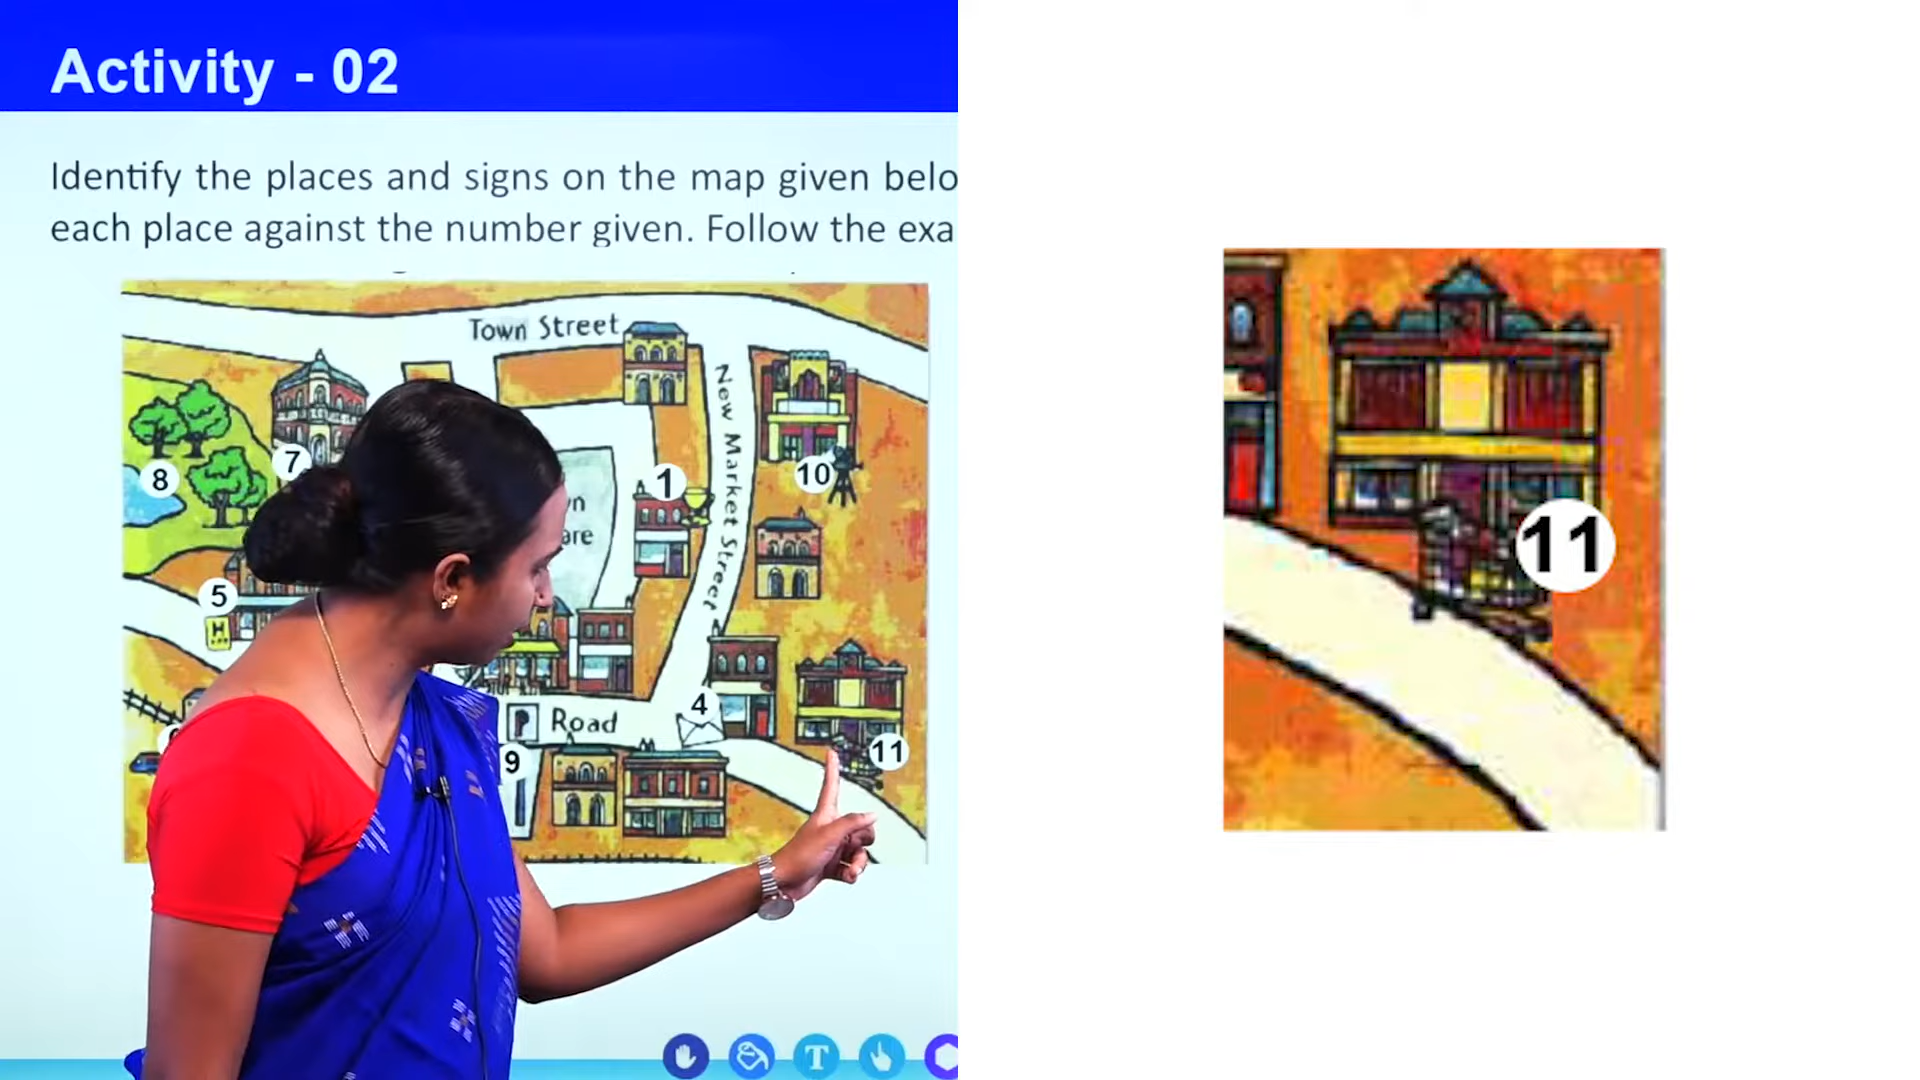 Activity - 02
Identify the places and signs on the map given belo
each place against the number given. Follow the exa
Town Street
New Market Street
7
8
1
10
5
H
4
P Road
9
11
11
T